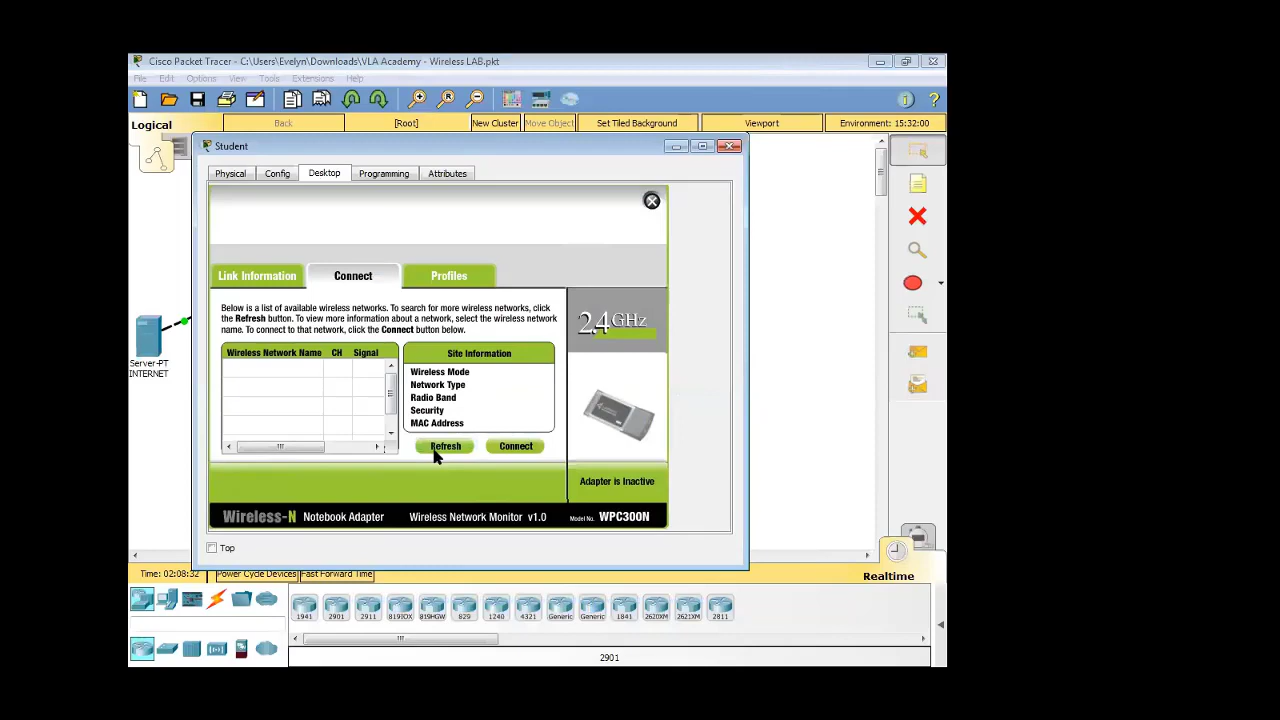 Cisco Packet Tracer - C:\Users\Evelyn\Downloads\VLA Academy - Wireless LAB.pkt
File Edit Options View Tools Extensions Help
Logical Back [Root] New Cluster Move Object Set Tiled Background Viewport Environment: 15:32:00
Student
Physical Config Desktop Programming Attributes
Link Information Connect Profiles
Below is a list of available wireless networks. To search for more wireless networks, click
the Refresh button. To view more information about a network, select the wireless network
name. To connect to that network, click the Connect button below.
2.4GHz
Wireless Network Name CH Signal
Site Information
Wireless Mode
Network Type
Radio Band
Security
MAC Address
Refresh Connect
Adapter is Inactive
Wireless-N Notebook Adapter Wireless Network Monitor v1.0 Model No. WPC300N
Server-PT
INTERNET
Top
Time: 02:08:32 Power Cycle Devices Fast Forward Time Realtime
1941 2901 2911 819IOX 819HGW 829 1240 4321 Generic Generic 1841 2620XM 2621XM 2811
2901